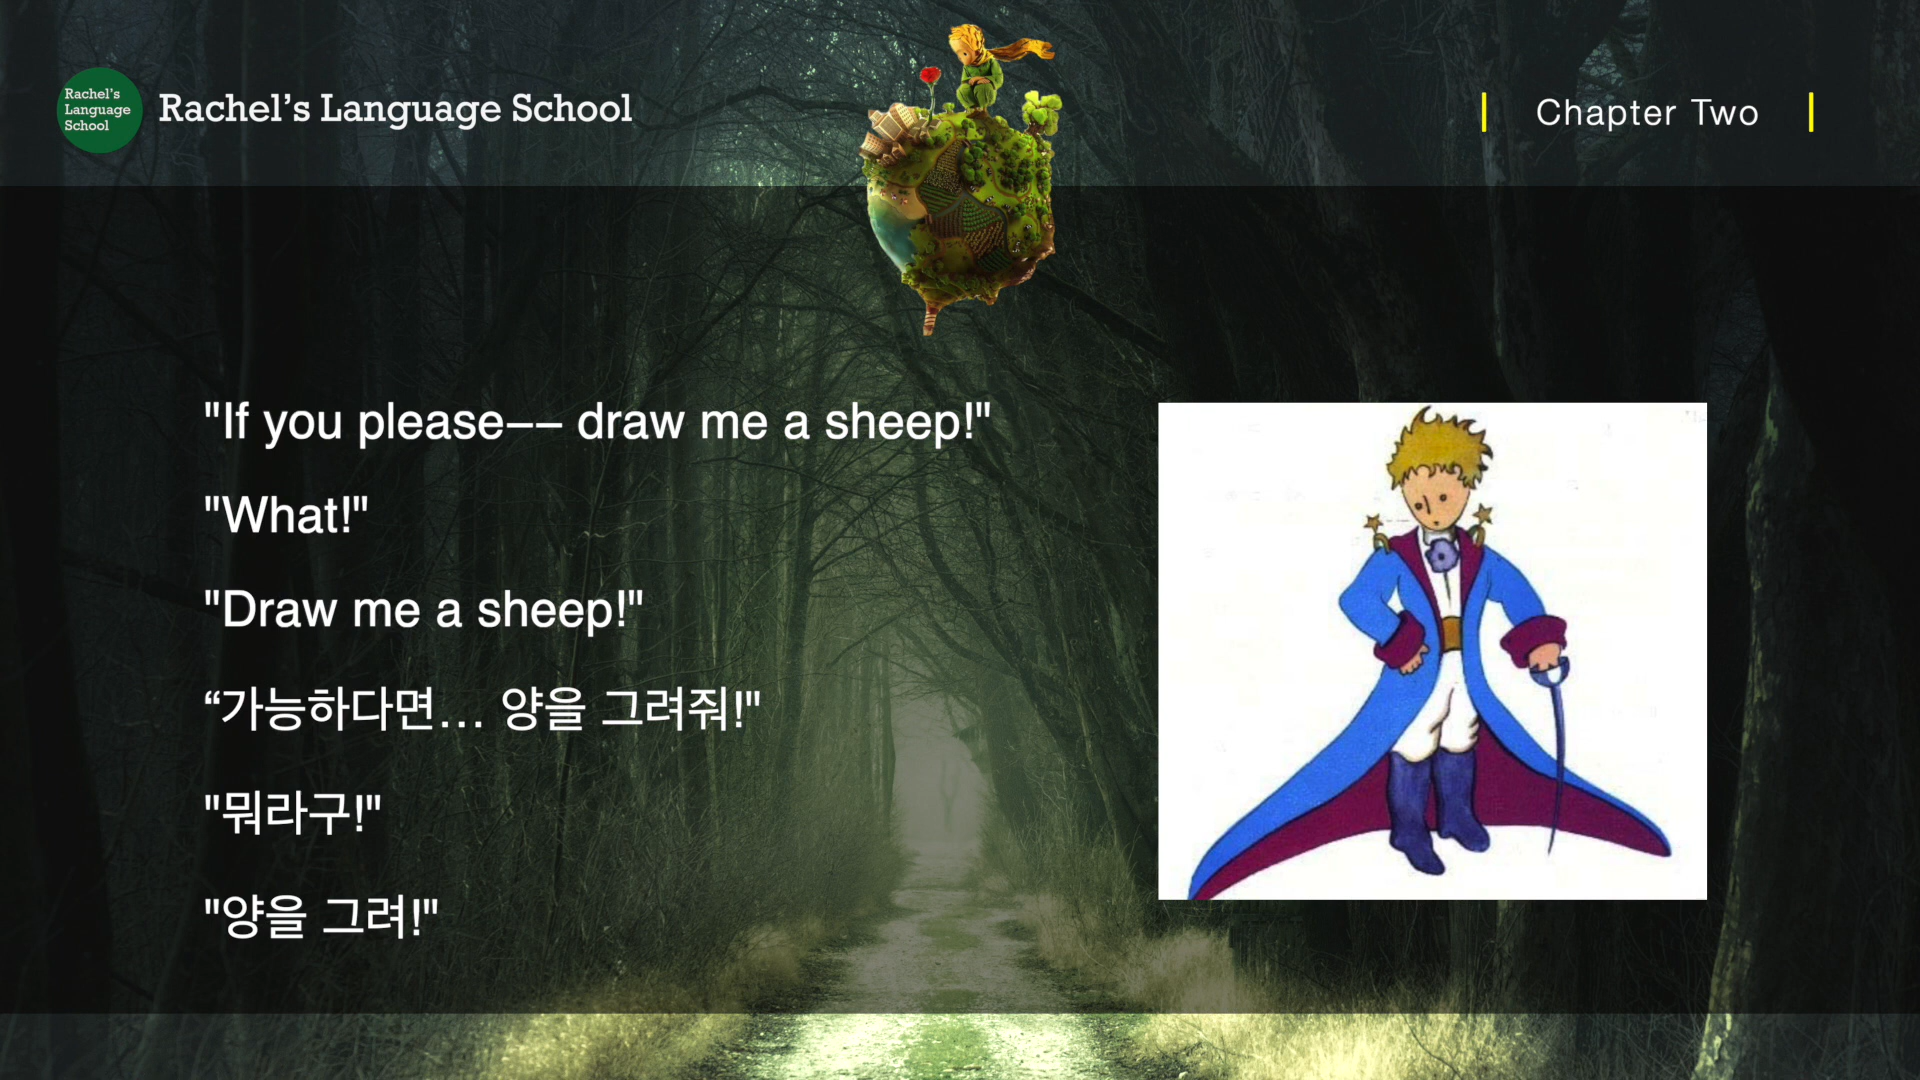 Rachel's
Language
School
Rachel’s Language School
Chapter Two
"If you please–– draw me a sheep!"
"What!"
"Draw me a sheep!"
“가능하다면... 양을 그려줘!"
"뭐라구!"
"양을 그려!"